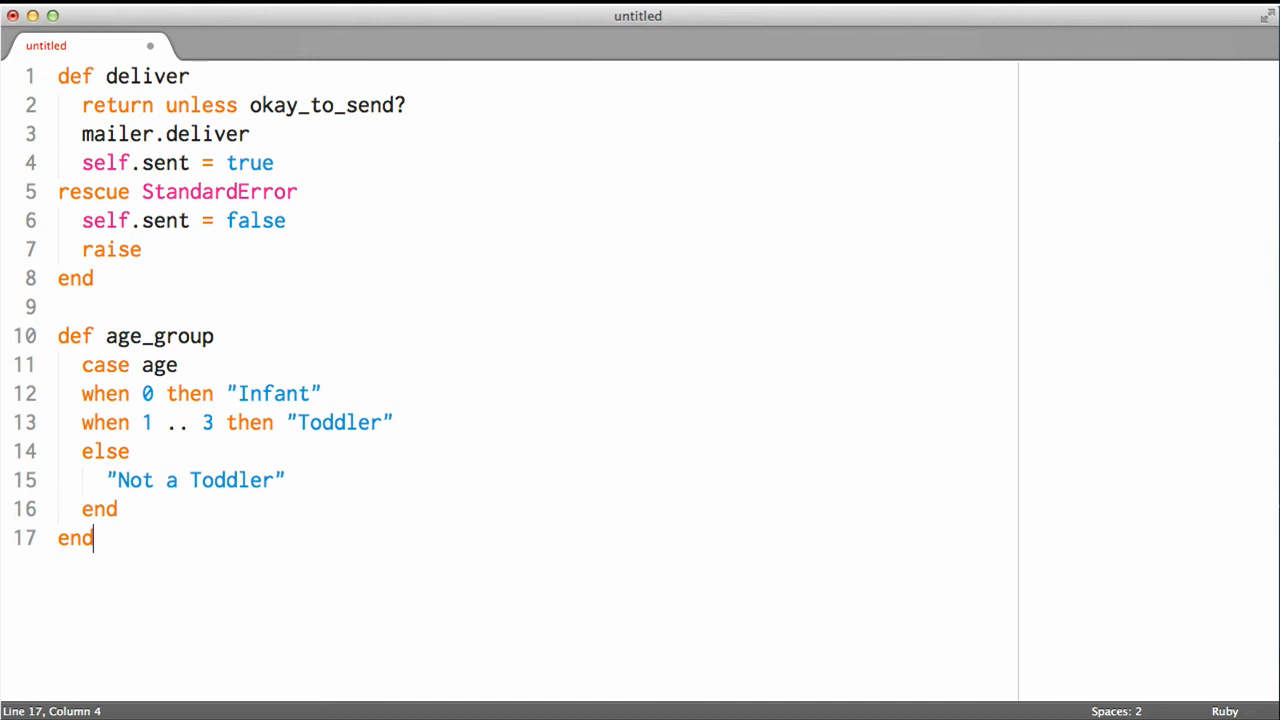 untitled
untitled
1 def deliver
2   return unless okay_to_send?
3   mailer.deliver
4   self.sent = true
5 rescue StandardError
6   self.sent = false
7   raise
8 end
9
10 def age_group
11   case age
12   when 0 then "Infant"
13   when 1 .. 3 then "Toddler"
14   else
15     "Not a Toddler"
16   end
17 end
Line 17, Column 4 Spaces: 2 Ruby